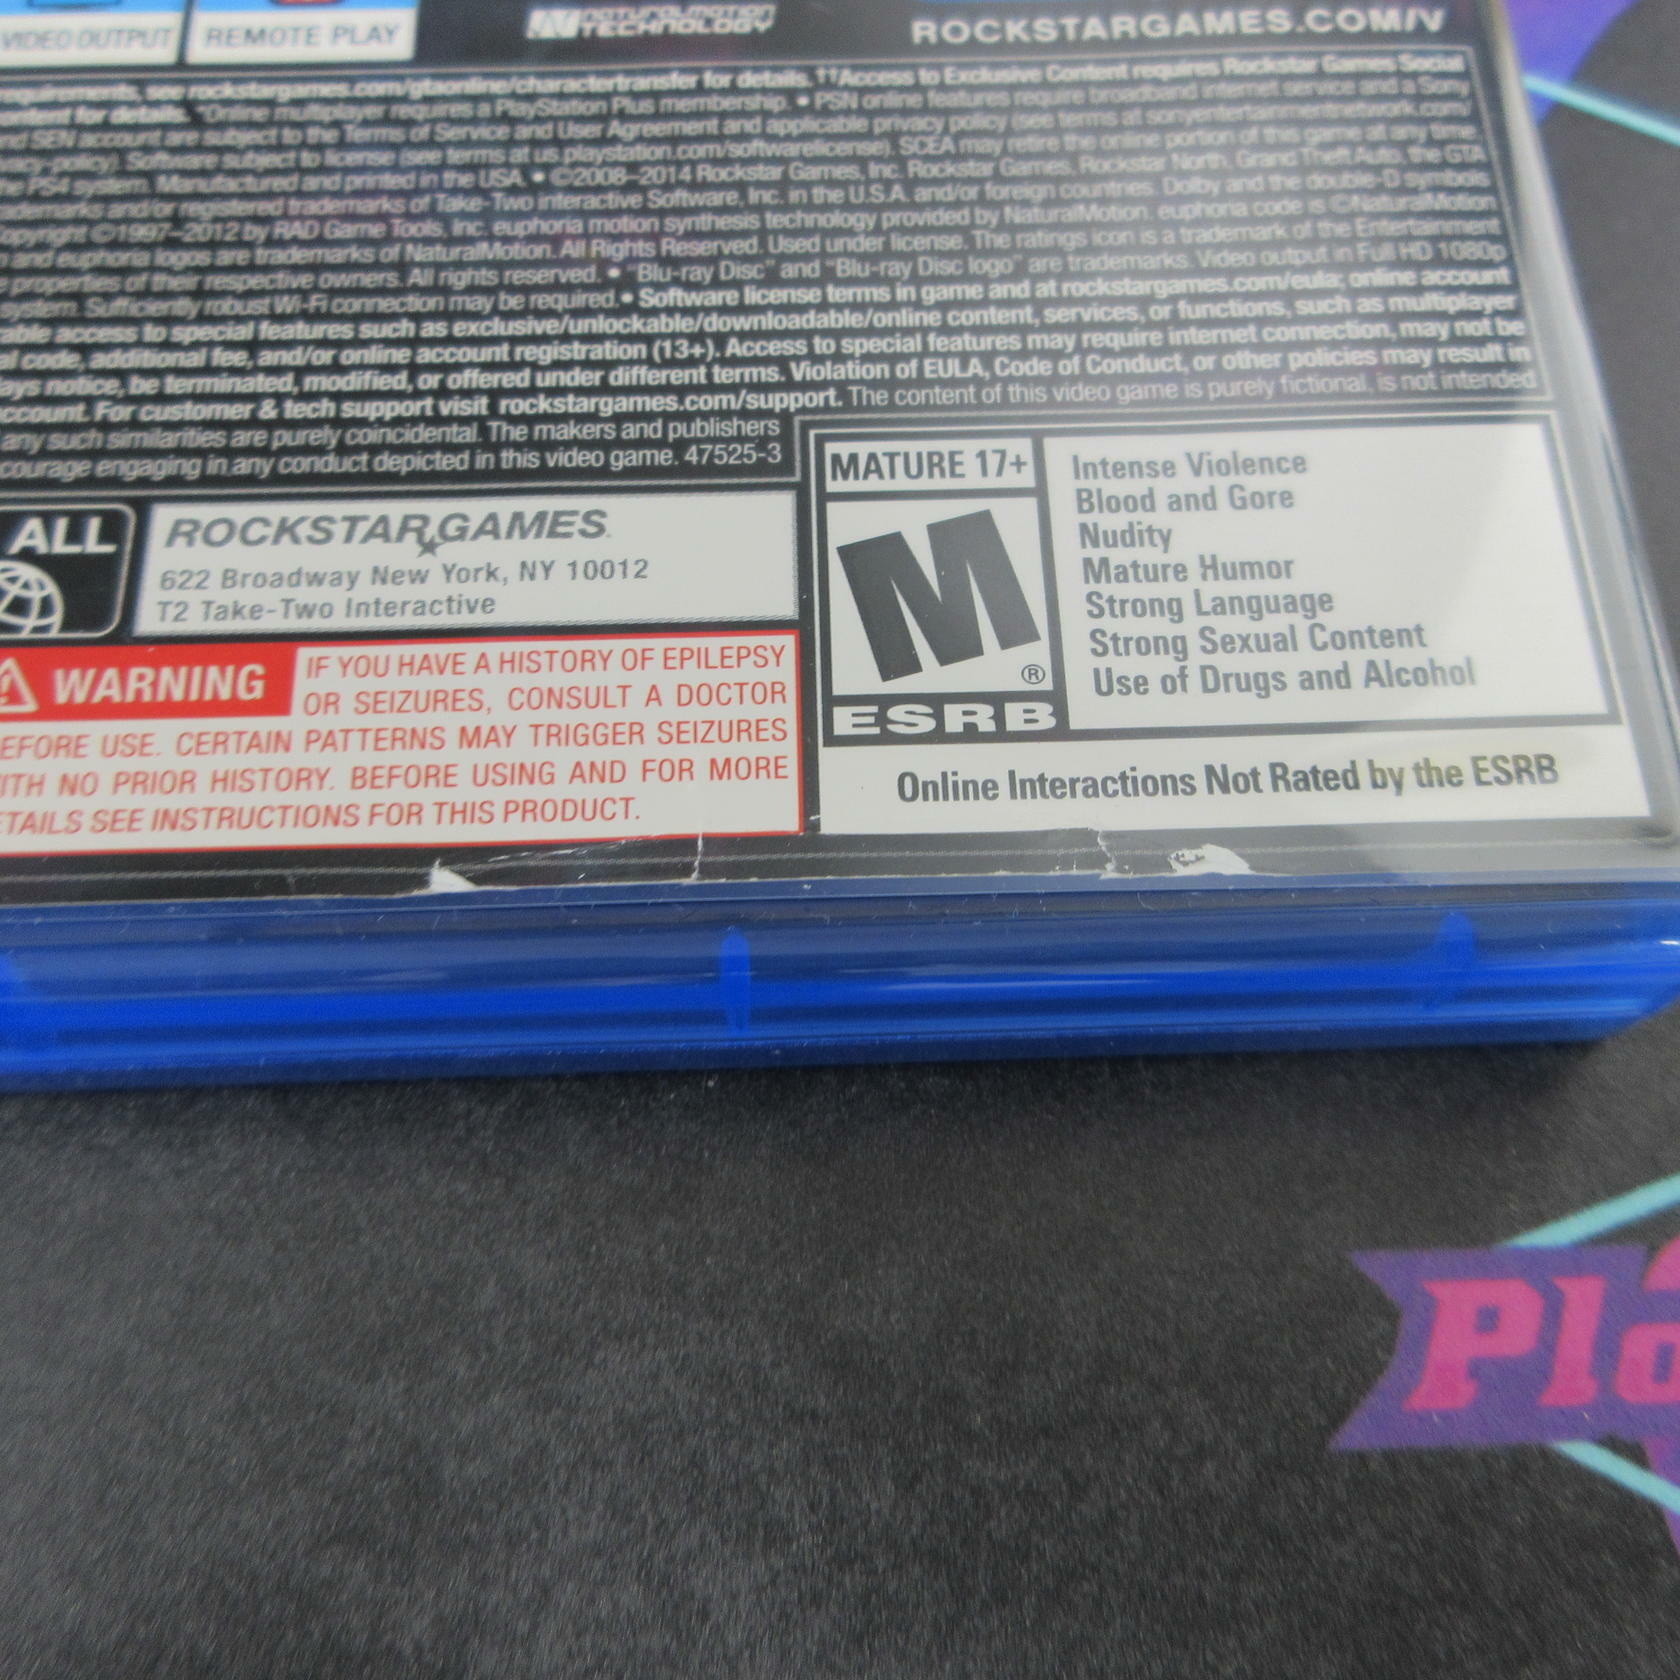 VIDEO OUTPUT
REMOTE PLAY
NATURALMOTION
TECHNOLOGY
ROCKSTARGAMES.COM/V
requirements, see rockstargames.com/gtaonline/charactertransfer for details. ††Access to Exclusive Content requires Rockstar Games Social
for details. *Online multiplayer requires a PlayStation Plus membership. • PSN online features require broadband internet service and a Sony
SEN account are subject to the Terms of Service and User Agreement and applicable privacy policy (see terms at sonyentertainmentnetwork.com/
Software subject to license (see terms at us.playstation.com/softwarelicense). SCEA may retire the online portion of this game at any time.
PS4 system. Manufactured and printed in the USA. • ©2008–2014 Rockstar Games, Inc. Rockstar Games, Rockstar North, Grand Theft Auto, the GTA
and/or registered trademarks of Take-Two Interactive Software, Inc. in the U.S.A. and/or foreign countries. Dolby and the double-D symbols
©1997–2012 by RAD Game Tools, Inc. euphoria motion synthesis technology provided by NaturalMotion. euphoria code is ©NaturalMotion
and euphoria logos are trademarks of NaturalMotion. All Rights Reserved. Used under license. The ratings icon is a trademark of the Entertainment
properties of their respective owners. All rights reserved. • "Blu-ray Disc" and "Blu-ray Disc logo" are trademarks. Video output in Full HD 1080p
system. Sufficiently robust Wi-Fi connection may be required. • Software license terms in game and at rockstargames.com/eula; online account
able access to special features such as exclusive/unlockable/downloadable/online content, services, or functions, such as multiplayer
al code, additional fee, and/or online account registration (13+). Access to special features may require internet connection, may not be
ays notice, be terminated, modified, or offered under different terms. Violation of EULA, Code of Conduct, or other policies may result in
ccount. For customer & tech support visit rockstargames.com/support. The content of this video game is purely fictional, is not intended
any such similarities are purely coincidental. The makers and publishers
courage engaging in any conduct depicted in this video game. 47525-3
ALL
ROCKSTAR GAMES
622 Broadway New York, NY 10012
T2 Take-Two Interactive
WARNING
IF YOU HAVE A HISTORY OF EPILEPSY
OR SEIZURES, CONSULT A DOCTOR
EFORE USE. CERTAIN PATTERNS MAY TRIGGER SEIZURES
ITH NO PRIOR HISTORY. BEFORE USING AND FOR MORE
ETAILS SEE INSTRUCTIONS FOR THIS PRODUCT.
MATURE 17+
M®
ESRB
Intense Violence
Blood and Gore
Nudity
Mature Humor
Strong Language
Strong Sexual Content
Use of Drugs and Alcohol
Online Interactions Not Rated by the ESRB
Pla